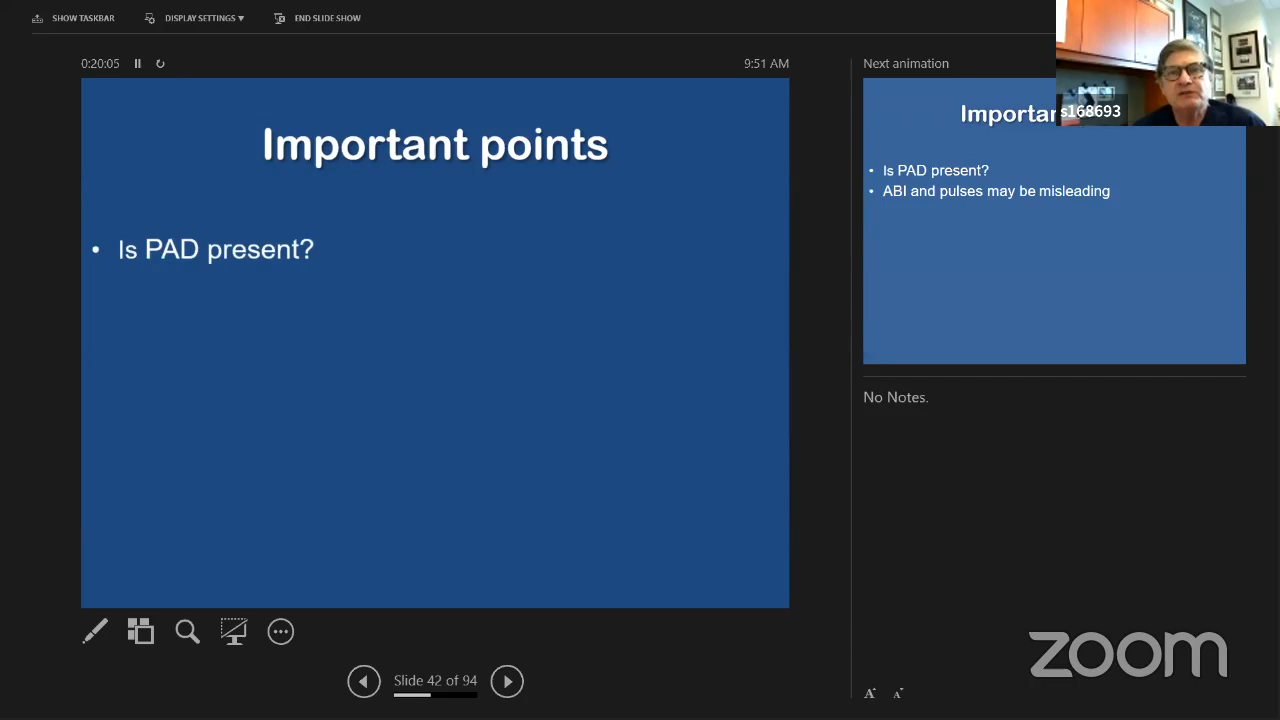 SHOW TASKBAR
DISPLAY SETTINGS ▼
END SLIDE SHOW
0:20:05
9:51 AM
Next animation
Important points
• Is PAD present?
Importan
s168693
• Is PAD present?
• ABI and pulses may be misleading
No Notes.
Slide 42 of 94
A A
zoom